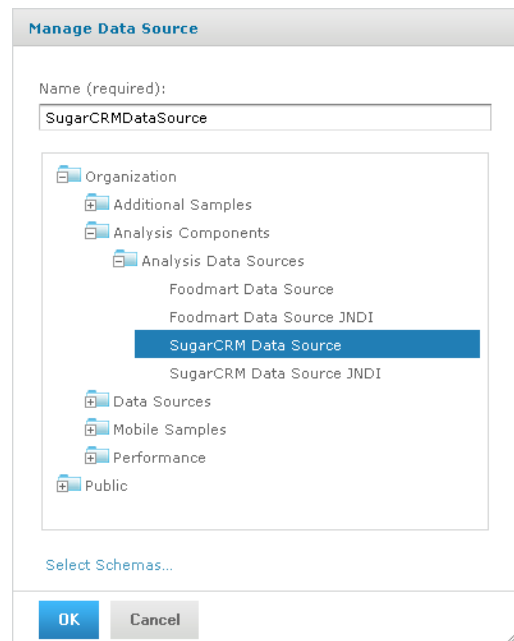 Manage Data Source
Name (required):
SugarCRMDataSource
Organization
Additional Samples
Analysis Components
Analysis Data Sources
Foodmart Data Source
Foodmart Data Source JNDI
SugarCRM Data Source
SugarCRM Data Source JNDI
Data Sources
Mobile Samples
Performance
Public
Select Schemas...
OK Cancel